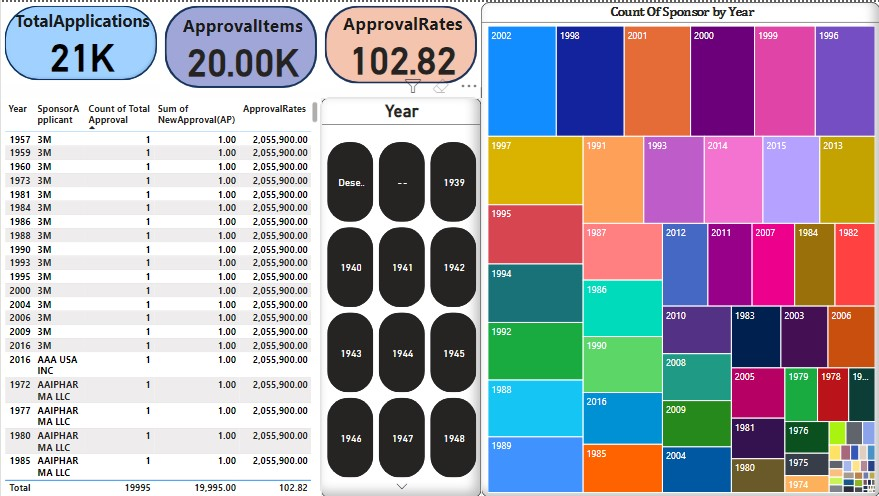 TotalApplications
21K
ApprovalItems
20.00K
ApprovalRates
102.82
Year SponsorA pplicant Count of Total Approval Sum of NewApproval(AP) ApprovalRates
1957 3M 1 1.00 2,055,900.00
1959 3M 1 1.00 2,055,900.00
1960 3M 1 1.00 2,055,900.00
1973 3M 1 1.00 2,055,900.00
1981 3M 1 1.00 2,055,900.00
1984 3M 1 1.00 2,055,900.00
1986 3M 1 1.00 2,055,900.00
1988 3M 1 1.00 2,055,900.00
1990 3M 1 1.00 2,055,900.00
1993 3M 1 1.00 2,055,900.00
1995 3M 1 1.00 2,055,900.00
2000 3M 1 1.00 2,055,900.00
2004 3M 1 1.00 2,055,900.00
2006 3M 1 1.00 2,055,900.00
2009 3M 1 1.00 2,055,900.00
2016 3M 1 1.00 2,055,900.00
2016 AAA USA INC 1 1.00 2,055,900.00
1972 AAIPHAR MA LLC 1 1.00 2,055,900.00
1977 AAIPHAR MA LLC 1 1.00 2,055,900.00
1980 AAIPHAR MA LLC 1 1.00 2,055,900.00
1985 AAIPHAR MA LLC 1 1.00 2,055,900.00
Total 19995 19,995.00 102.82
Year
Dese.. -- 1939
1940 1941 1942
1943 1944 1945
1946 1947 1948
Count Of Sponsor by Year
2002 1998 2001 2000 1999 1996
1997
1995
1994
1992
1988
1989
1991 1993 2014 2015 2013
1987
1986
1990
2016
1985
2012 2011 2007 1984 1982
2010
2008
2009
2004
1983 2003 2006
2005
1981
1980
1979 1978 19...
1976
1975
1974